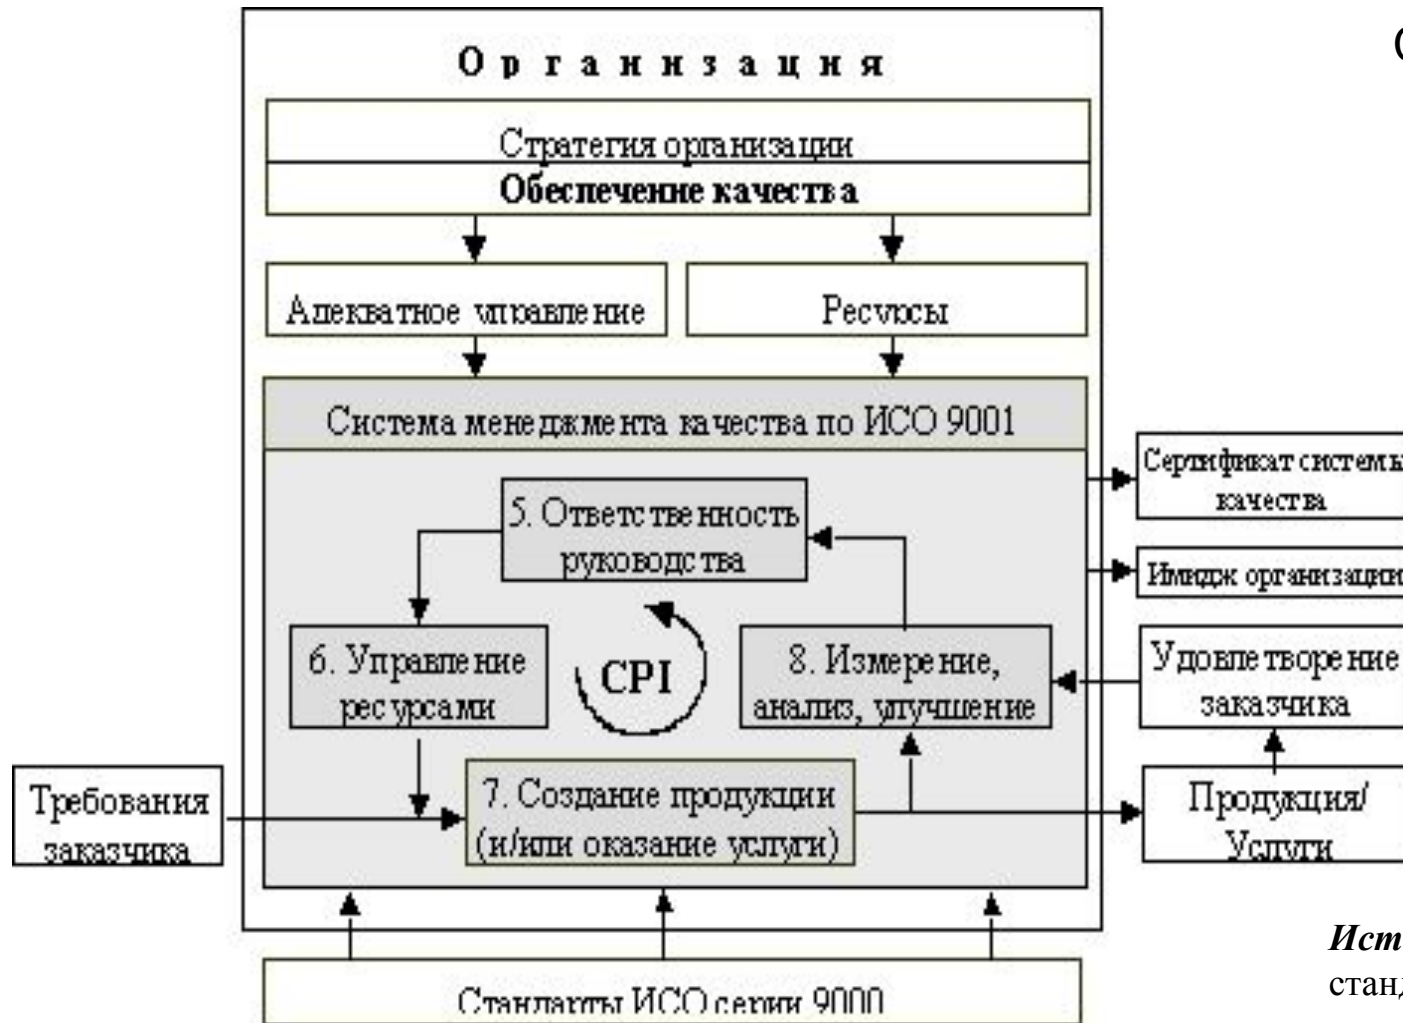 Организация
Стратегия организации
Обеспечение качества
Адекватное управление
Ресурсы
Система менеджмента качества по ИСО 9001
Сертификат системы
качества
5. Ответственность
руководства
Имидж организации
6. Управление
ресурсами
CPI
8. Измерение,
анализ, улучшение
Удовлетворение
заказчика
Требования
заказчика
7. Создание продукции
(и/или оказание услуги)
Продукция/
Услуги
Стандарты ИСО серии 9000